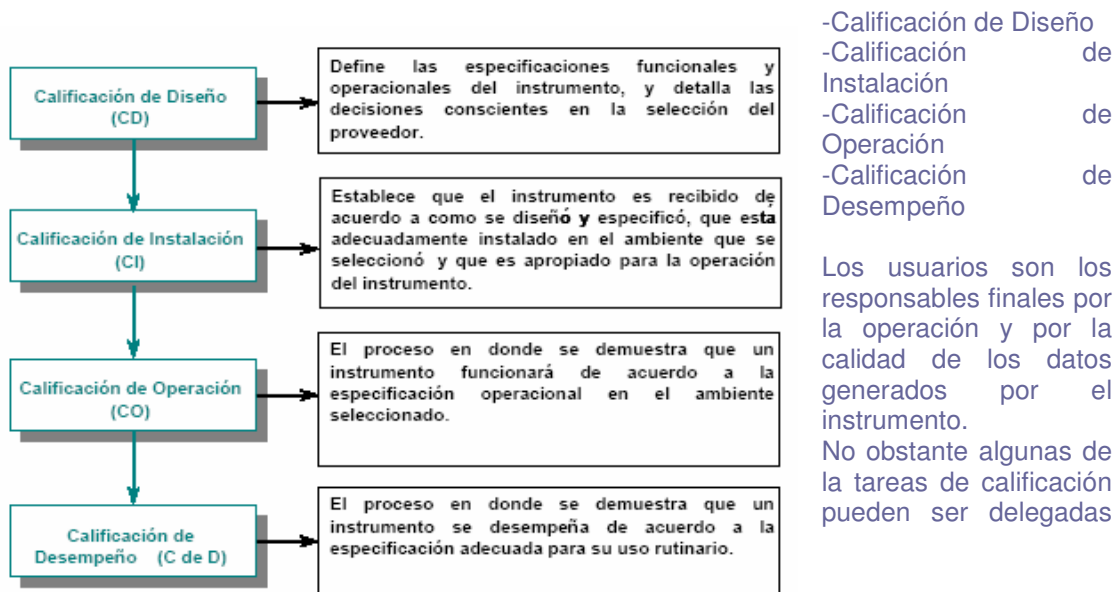 Calificación de Diseño
(CD)
Define las especificaciones funcionales y
operacionales del instrumento, y detalla las
decisiones conscientes en la selección del
proveedor.
Calificación de Instalación
(CI)
Establece que el instrumento es recibido de
acuerdo a como se diseñó y especificó, que esta
adecuadamente instalado en el ambiente que se
seleccionó y que es apropiado para la operación
del instrumento.
Calificación de Operación
(CO)
El proceso en donde se demuestra que un
instrumento funcionará de acuerdo a la
especificación operacional en el ambiente
seleccionado.
Calificación de
Desempeño (C de D)
El proceso en donde se demuestra que un
instrumento se desempeña de acuerdo a la
especificación adecuada para su uso rutinario.
-Calificación de Diseño
-Calificación de
Instalación
-Calificación de
Operación
-Calificación de
Desempeño
Los usuarios son los
responsables finales por
la operación y por la
calidad de los datos
generados por el
instrumento.
No obstante algunas de
la tareas de calificación
pueden ser delegadas